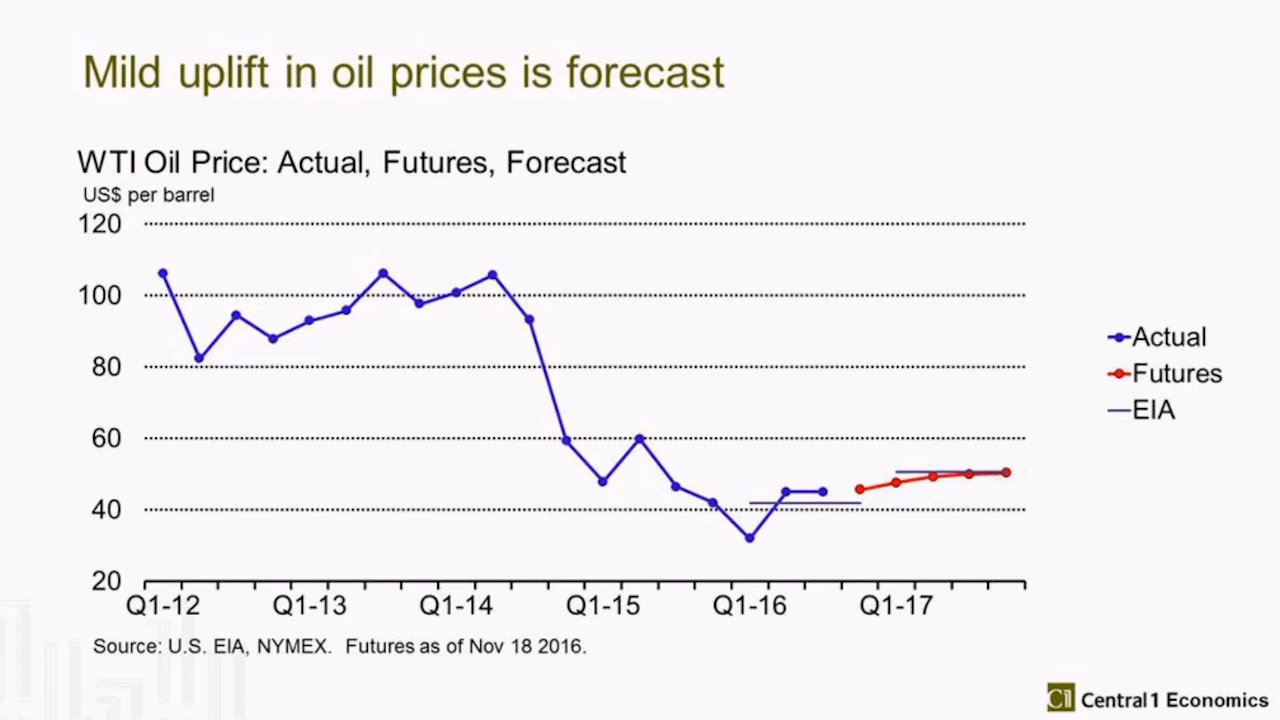 Mild uplift in oil prices is forecast
WTI Oil Price: Actual, Futures, Forecast
US$ per barrel
120
100
80
60
40
20
Q1-12 Q1-13 Q1-14 Q1-15 Q1-16 Q1-17
Actual
Futures
EIA
Source: U.S. EIA, NYMEX. Futures as of Nov 18 2016.
C1 Central 1 Economics